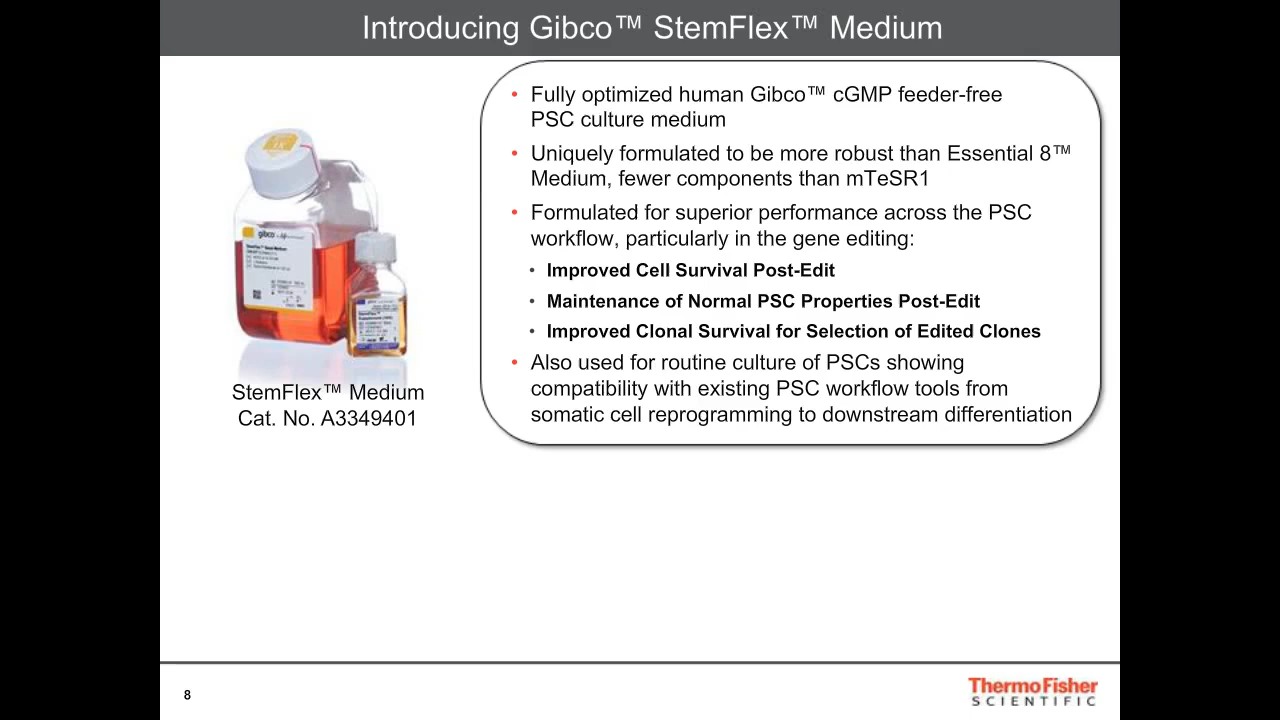 Introducing Gibco™ StemFlex™ Medium
• Fully optimized human Gibco™ cGMP feeder-free
PSC culture medium
• Uniquely formulated to be more robust than Essential 8™
Medium, fewer components than mTeSR1
• Formulated for superior performance across the PSC
workflow, particularly in the gene editing:
• Improved Cell Survival Post-Edit
• Maintenance of Normal PSC Properties Post-Edit
• Improved Clonal Survival for Selection of Edited Clones
• Also used for routine culture of PSCs showing
compatibility with existing PSC workflow tools from
somatic cell reprogramming to downstream differentiation
gibco
StemFlex™ Medium
Cat. No. A3349401
8
ThermoFisher
SCIENTIFIC